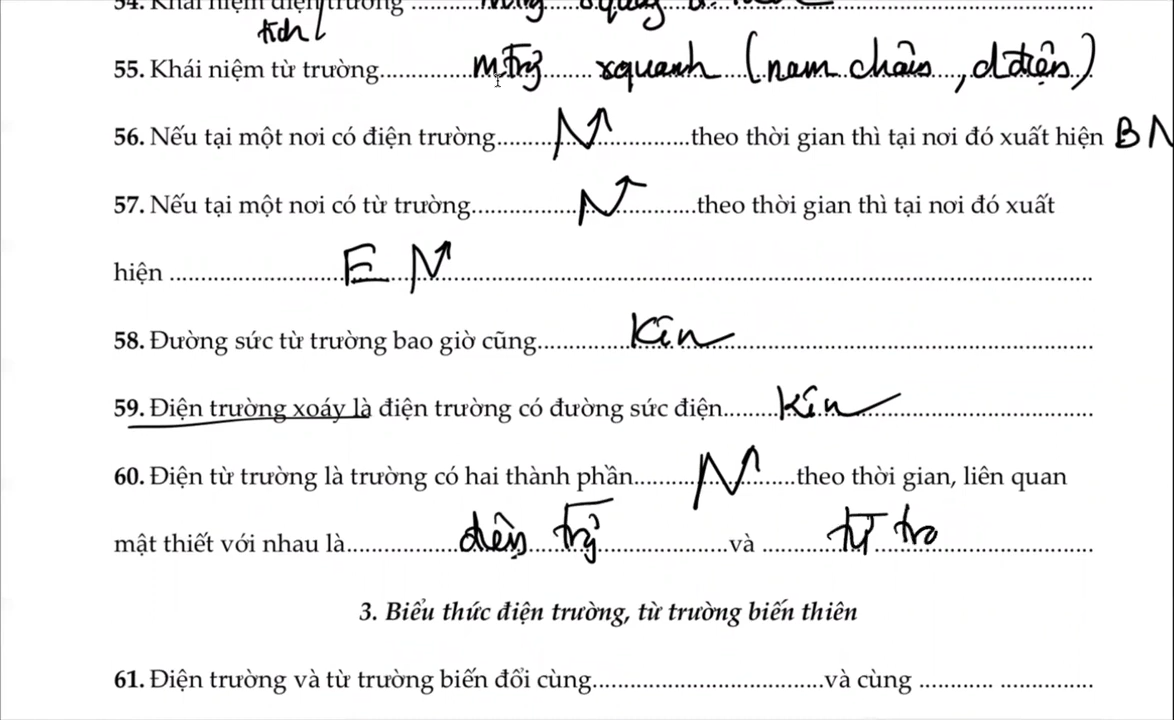 54. Khái niệm điện trường ....................
tích
55. Khái niệm từ trường.............. mtrg ...... xquanh (nam châm, dđiện)
56. Nếu tại một nơi có điện trường..............................theo thời gian thì tại nơi đó xuất hiện B
57. Nếu tại một nơi có từ trường..............................theo thời gian thì tại nơi đó xuất
hiện .......................... E ..........................
58. Đường sức từ trường bao giờ cũng.............. kín ..........................
59. Điện trường xoáy là điện trường có đường sức điện........ kín ..........................
60. Điện từ trường là trường có hai thành phần..........................theo thời gian, liên quan
mật thiết với nhau là.................. điện trg ....................và .......... từ tr ..........................
3. Biểu thức điện trường, từ trường biến thiên
61. Điện trường và từ trường biến đổi cùng....................................và cùng ............ ...............